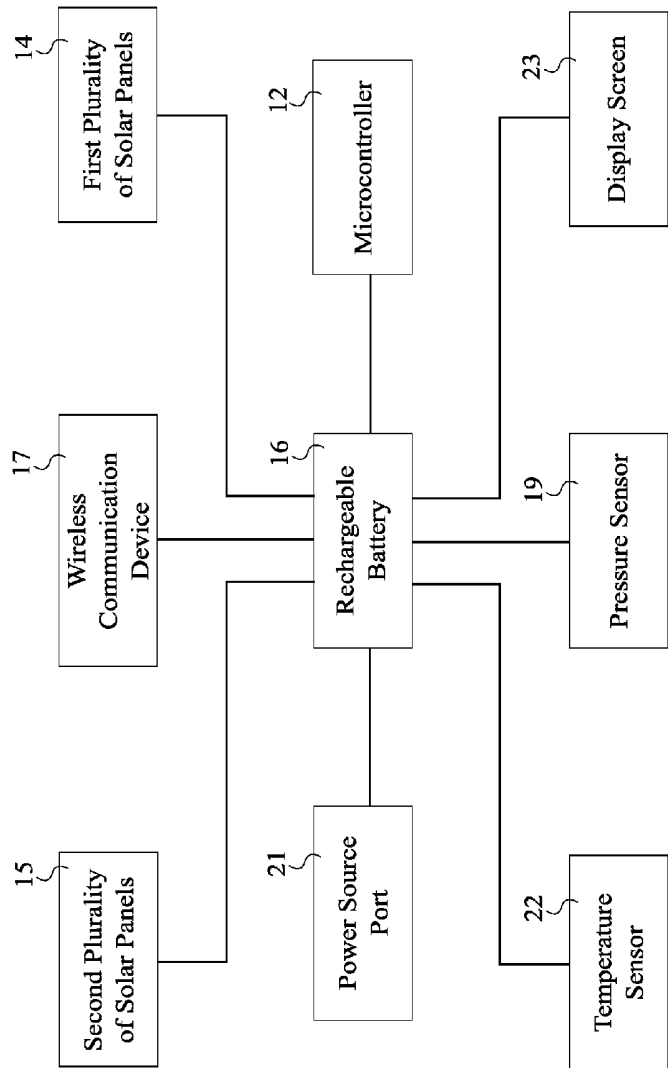 15
Second Plurality
of Solar Panels
17
Wireless
Communication
Device
14
First Plurality
of Solar Panels
21
Power Source
Port
16
Rechargeable
Battery
12
Microcontroller
22
Temperature
Sensor
19
Pressure Sensor
23
Display Screen